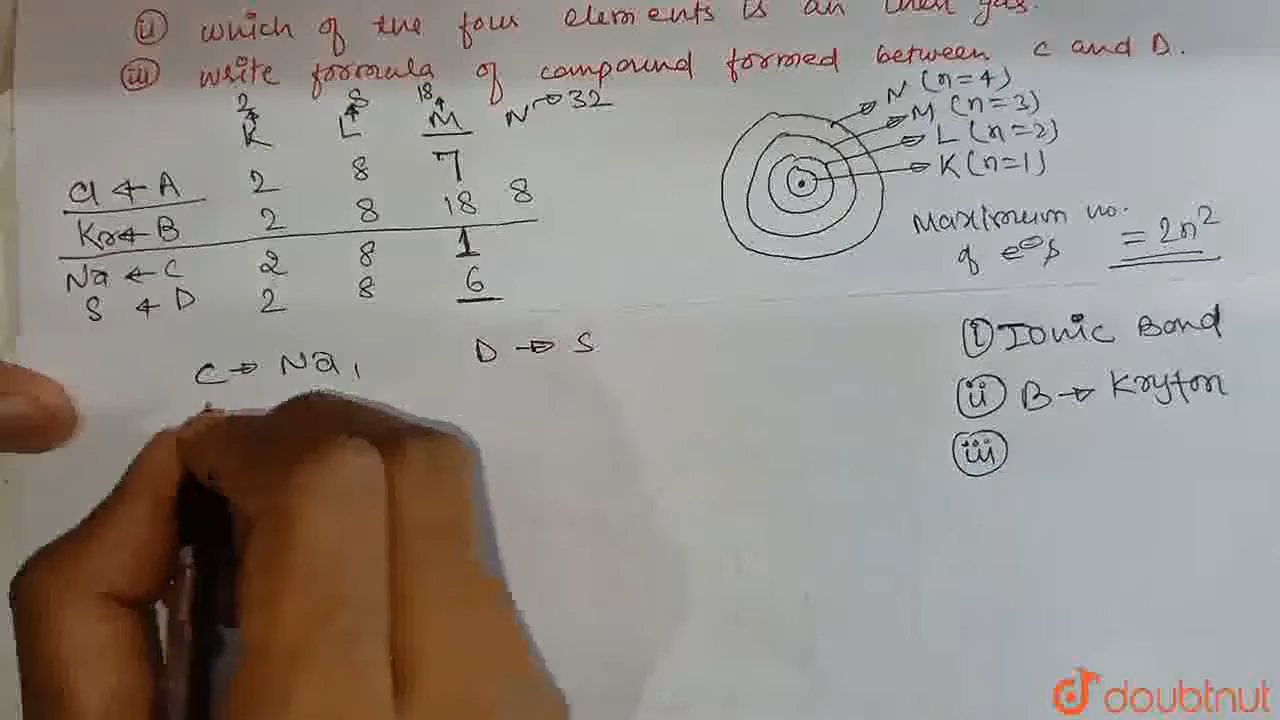 (ii) which of the four elements is an inert gas.
(iii) write formula of compound formed between C and D.
2 8 18
K L M N → 32
Cl ← A 2 8 7
Kr ← B 2 8 18 8
Na ← C 2 8 1
S ← D 2 8 6
N (n=4)
M (n=3)
L (n=2)
K (n=1)
Maximum no.
of e⊖s = 2n²
C → Na, D → S
(i) Ionic Bond
(ii) B → Kryton
(iii)
doubtnut